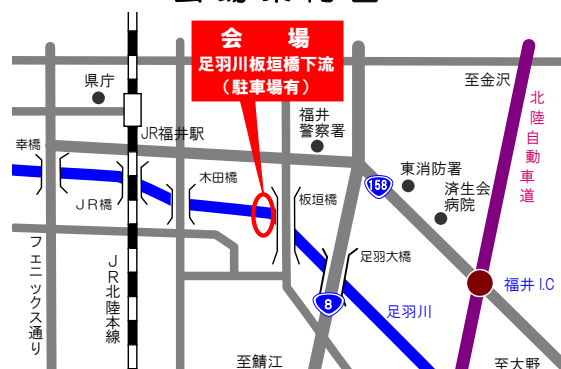 会場
足羽川板垣橋下流
（駐車場有）
県庁
福井
警察署
至金沢
北陸自動車道
JR福井駅
幸橋
木田橋
東消防署
158
済生会
病院
板垣橋
JR橋
足羽大橋
フェニックス通り
JR北陸本線
8
福井I.C
足羽川
至鯖江
至大野